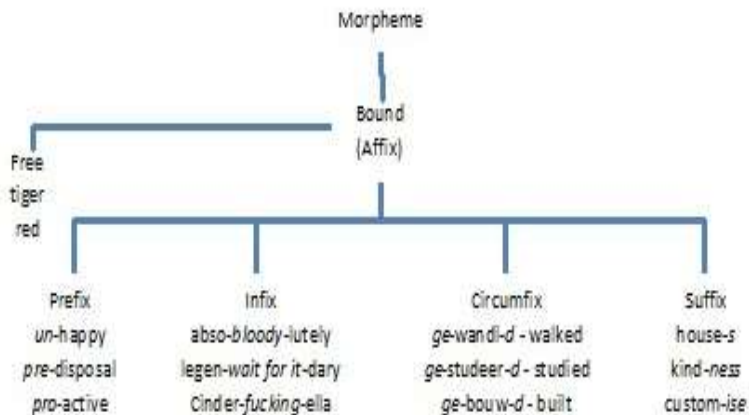 Morpheme
Bound
(Affix)
Free
tiger
red
Prefix
un-happy
pre-disposal
pro-active
Infix
abso-bloody-lutely
legen-wait for it-dary
Cinder-fucking-ella
Circumfix
ge-wandl-d - walked
ge-studeer-d - studied
ge-bouw-d - built
Suffix
house-s
kind-ness
custom-ise